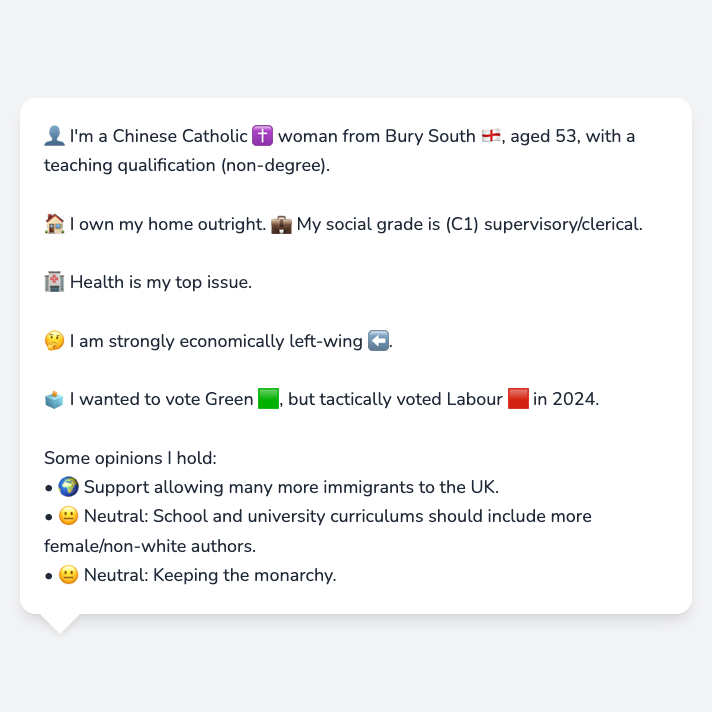 👤 I'm a Chinese Catholic ✝️ woman from Bury South 🏴󠁧󠁢󠁥󠁮󠁧󠁿, aged 53, with a
teaching qualification (non-degree).
🏠 I own my home outright. 💼 My social grade is (C1) supervisory/clerical.
🏥 Health is my top issue.
🤔 I am strongly economically left-wing ⬅️.
🗳️ I wanted to vote Green 🟩, but tactically voted Labour 🟥 in 2024.
Some opinions I hold:
• 🌍 Support allowing many more immigrants to the UK.
• 😐 Neutral: School and university curriculums should include more
female/non-white authors.
• 😐 Neutral: Keeping the monarchy.